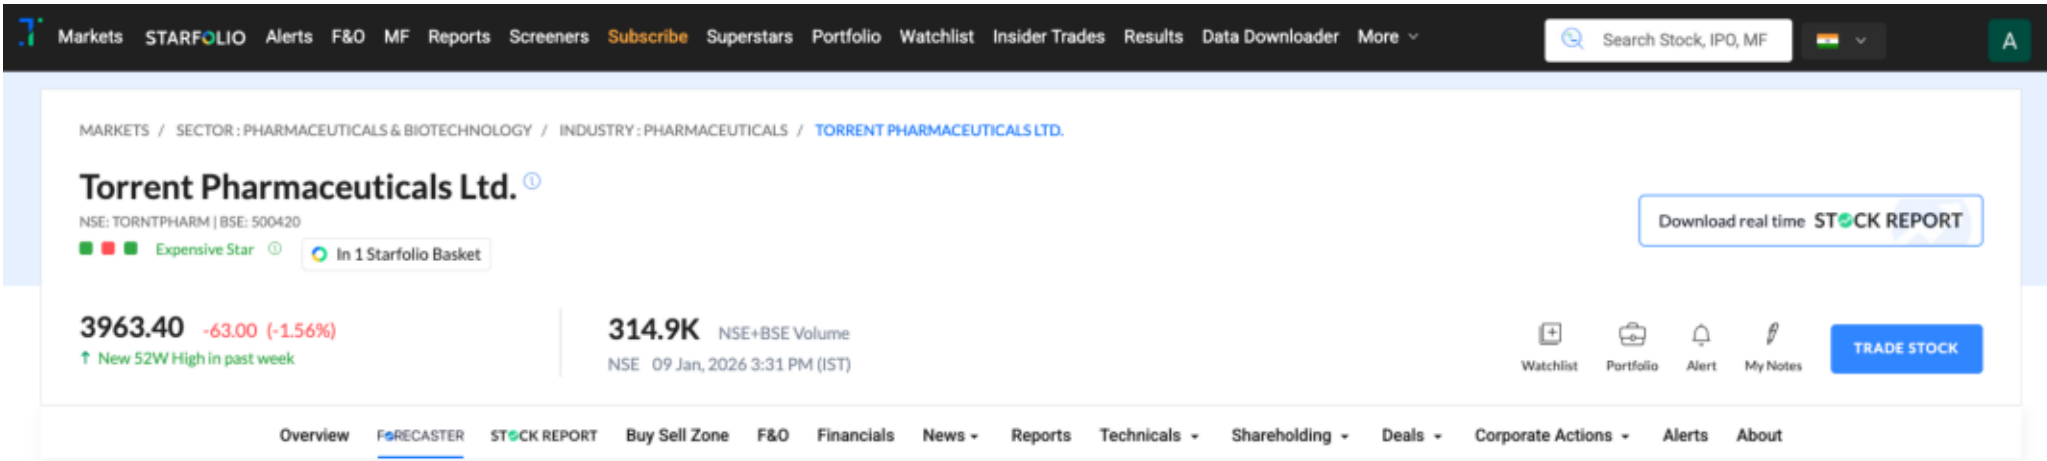 Markets STARFOLIO Alerts F&O MF Reports Screeners Subscribe Superstars Portfolio Watchlist Insider Trades Results Data Downloader More Search Stock, IPO, MF A
MARKETS / SECTOR : PHARMACEUTICALS & BIOTECHNOLOGY / INDUSTRY : PHARMACEUTICALS / TORRENT PHARMACEUTICALS LTD.
Torrent Pharmaceuticals Ltd.
NSE: TORNTPHARM | BSE: 500420
Download real time STOCK REPORT
Expensive Star In 1 Starfolio Basket
3963.40 -63.00 (-1.56%) 314.9K NSE+BSE Volume
New 52W High in past week NSE 09 Jan, 2026 3:31 PM (IST)
Watchlist Portfolio Alert My Notes TRADE STOCK
Overview FORECASTER STOCK REPORT Buy Sell Zone F&O Financials News Reports Technicals Shareholding Deals Corporate Actions Alerts About